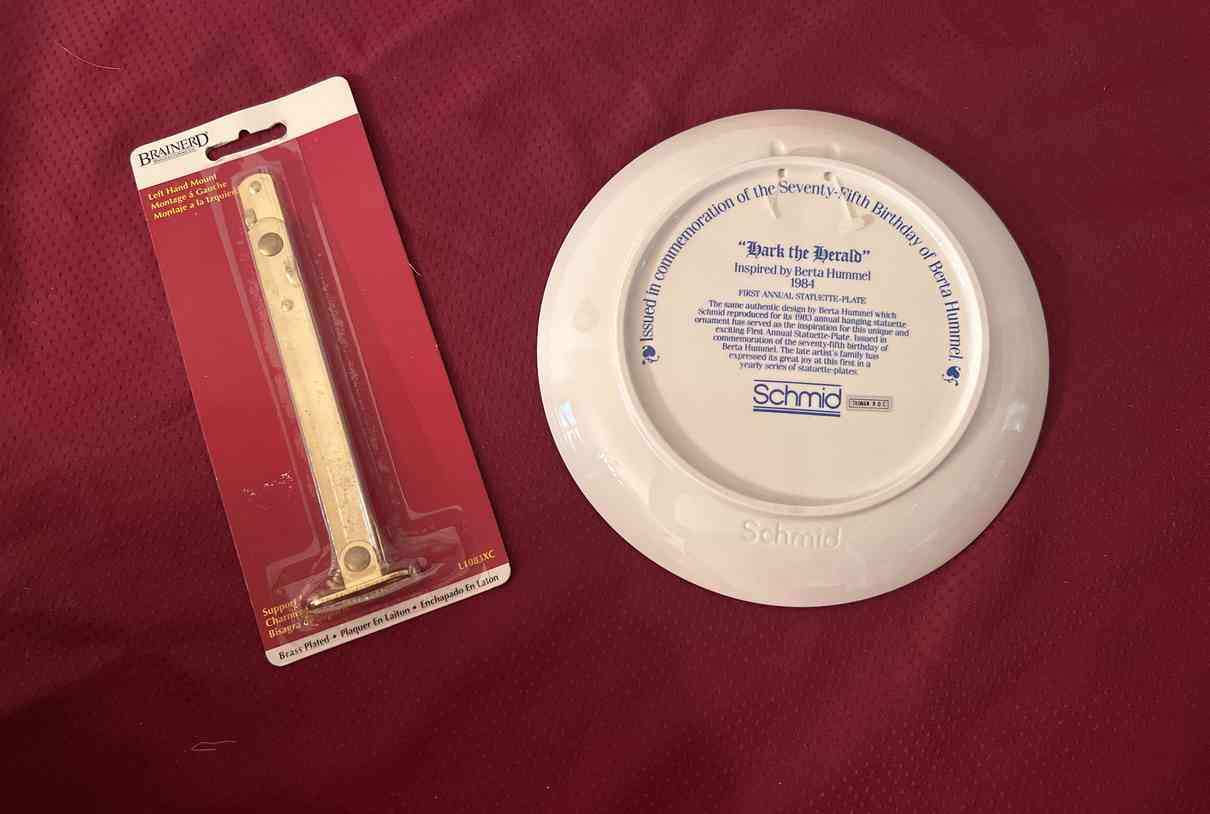 BRAINERD
Left Hand Mount
Montage á Gauche
Montaje a la Izquier
L1083XC
Support
Charni
Bisagra d
Brass Plated • Plaquer En Laiton • Enchapado En Latón
Issued in commemoration of the Seventy-Fifth Birthday of Berta Hummel.
“Hark the Herald”
Inspired by Berta Hummel
1984
FIRST ANNUAL STATUETTE-PLATE
The same authentic design by Berta Hummel which
Schmid reproduced for its 1983 annual hanging statuette
ornament has served as the inspiration for this unique and
exciting First Annual Statuette-Plate. Issued in
commemoration of the seventy-fifth birthday of
Berta Hummel. The late artist's family has
expressed its great joy at this first in a
yearly series of statuette-plates.
Schmid
TAIWAN R O C
Schmid